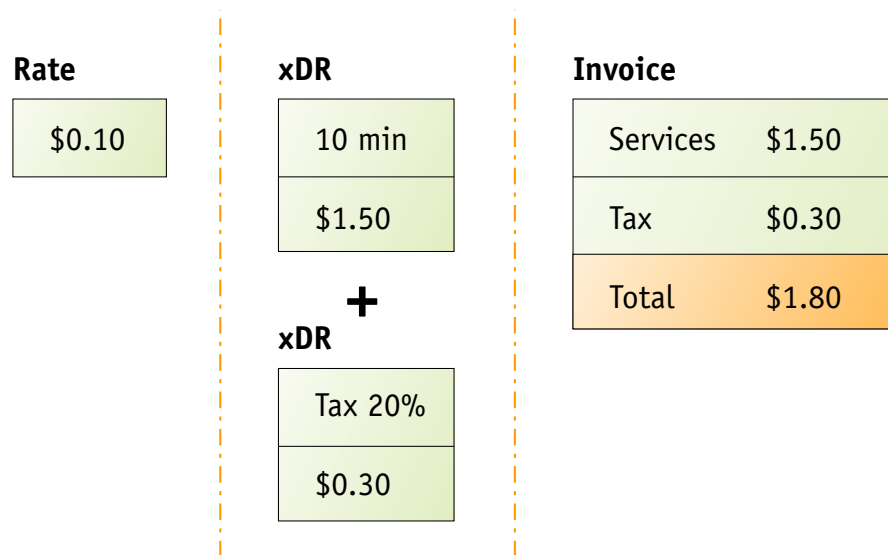 Rate
$0.10
xDR
10 min
$1.50
+
xDR
Tax 20%
$0.30
Invoice
Services $1.50
Tax $0.30
Total $1.80